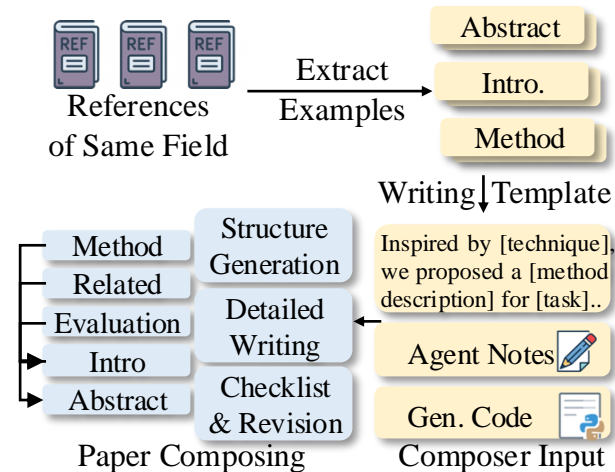 REF REF REF
References
of Same Field
Extract
Examples
Abstract
Intro.
Method
Writing Template
Inspired by [technique],
we proposed a [method
description] for [task]..
Agent Notes
Gen. Code
Composer Input
Structure
Generation
Detailed
Writing
Checklist
& Revision
Method
Related
Evaluation
Intro
Abstract
Paper Composing